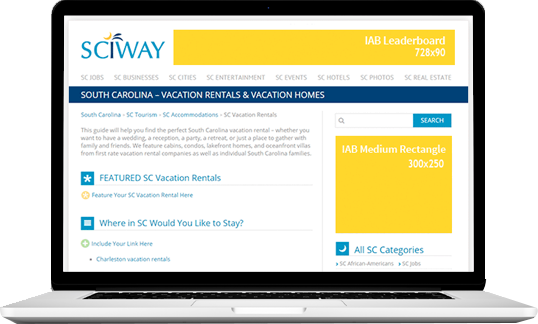 SCIWAY
IAB Leaderboard
728x90
SC JOBS SC BUSINESSES SC CITIES SC ENTERTAINMENT SC EVENTS SC HOTELS SC PHOTOS SC REAL ESTATE
SOUTH CAROLINA – VACATION RENTALS & VACATION HOMES
South Carolina - SC Tourism - SC Accommodations - SC Vacation Rentals
SEARCH
This guide will help you find the perfect South Carolina vacation rental – whether
you want to have a wedding, a reception, a party, a retreat, or just a place to gather with
family and friends. We feature cabins, condos, lakefront homes, and oceanfront villas
from first rate vacation rental companies as well as individual South Carolina families.
IAB Medium Rectangle
300x250
FEATURED SC Vacation Rentals
Feature Your SC Vacation Rental Here
Where in SC Would You Like to Stay?
Include Your Link Here
• Charleston vacation rentals
All SC Categories
SC African-Americans SC Jobs